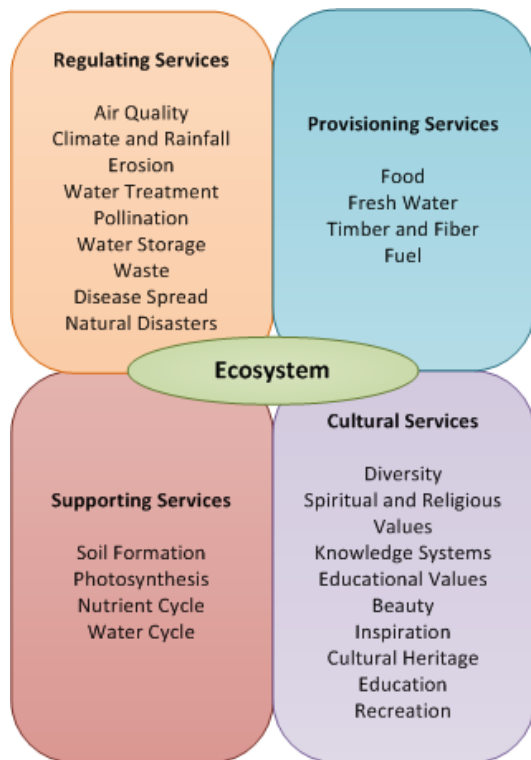 Regulating Services
Air Quality
Climate and Rainfall
Erosion
Water Treatment
Pollination
Water Storage
Waste
Disease Spread
Natural Disasters
Provisioning Services
Food
Fresh Water
Timber and Fiber
Fuel
Ecosystem
Supporting Services
Soil Formation
Photosynthesis
Nutrient Cycle
Water Cycle
Cultural Services
Diversity
Spiritual and Religious
Values
Knowledge Systems
Educational Values
Beauty
Inspiration
Cultural Heritage
Education
Recreation